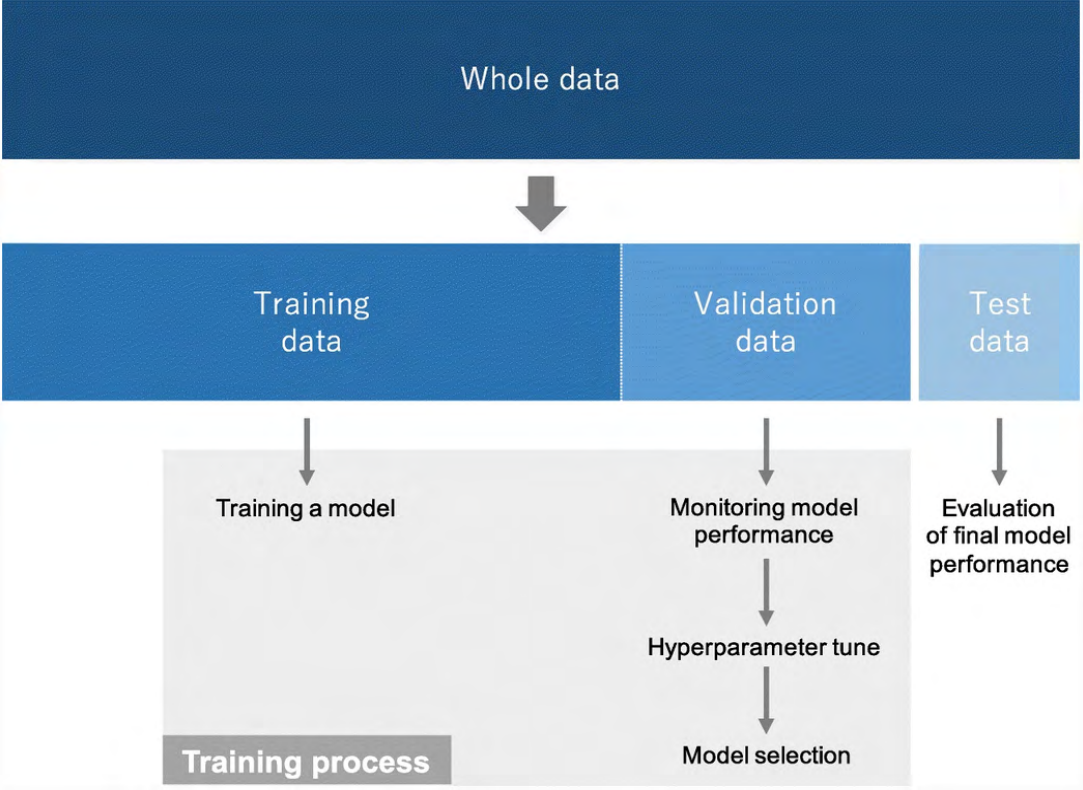 Whole data
Training
data
Validation
data
Test
data
Training a model
Monitoring model
performance
Hyperparameter tune
Model selection
Evaluation
of final model
performance
Training process